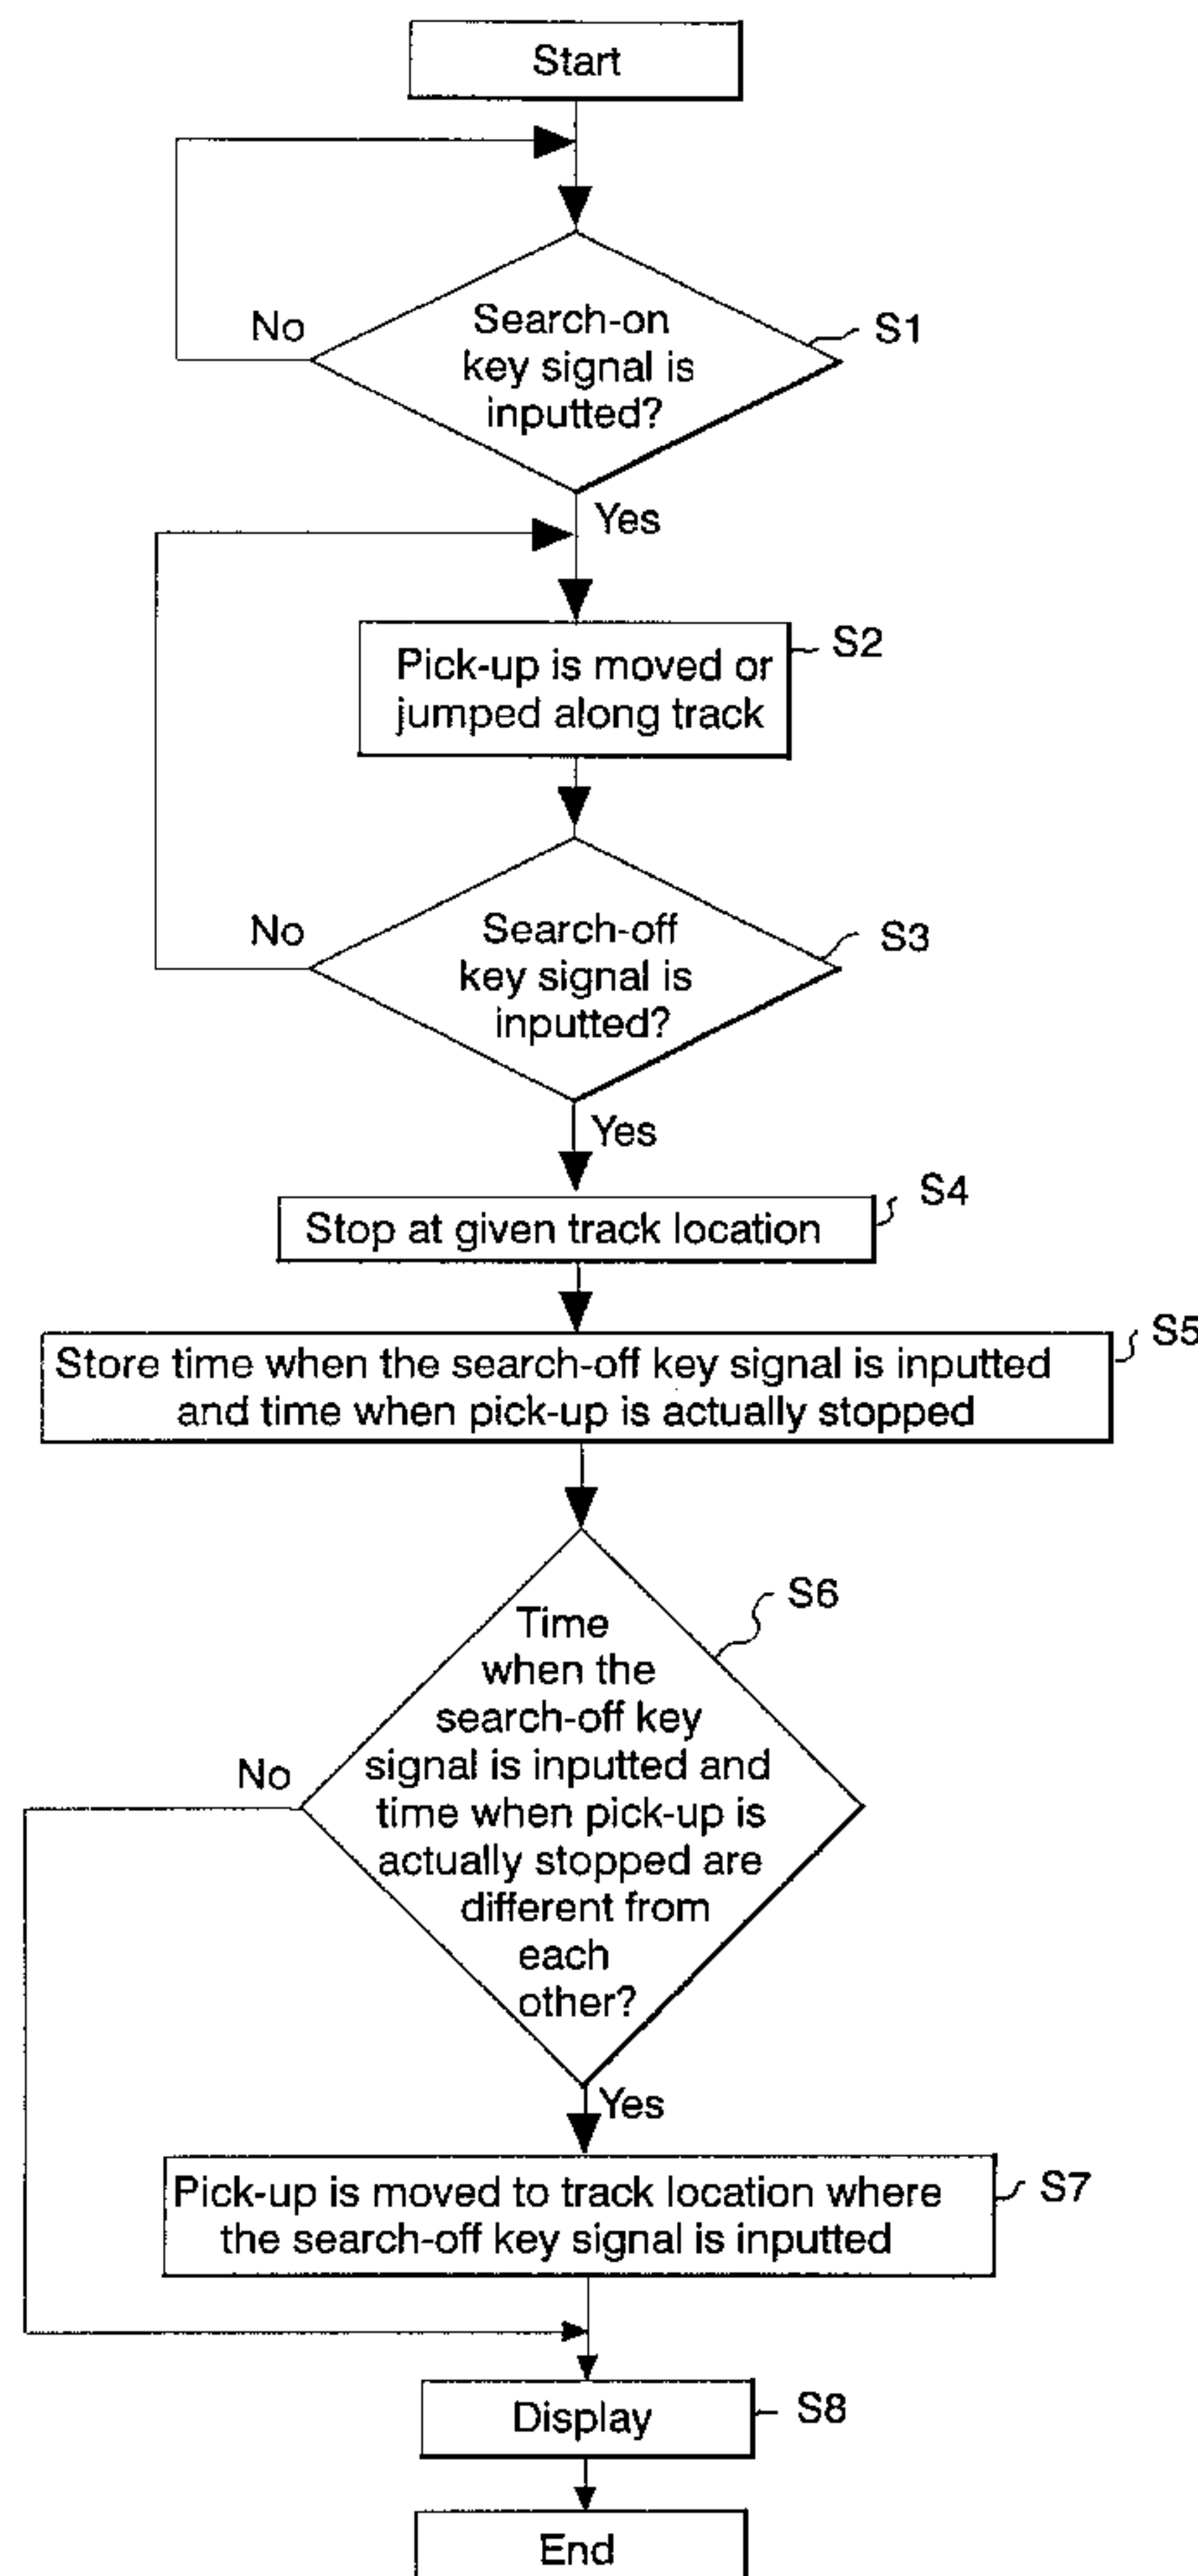 Start
No
Search-on
key signal is
inputted?
S1
Yes
S2
Pick-up is moved or
jumped along track
No
Search-off
key signal is
inputted?
S3
Yes
S4
Stop at given track location
S5
Store time when the search-off key signal is inputted
and time when pick-up is actually stopped
S6
Time
when the
search-off key
signal is inputted and
time when pick-up is
actually stopped are
different from
each
other?
No
Yes
Pick-up is moved to track location where
the search-off key signal is inputted
S7
Display
S8
End